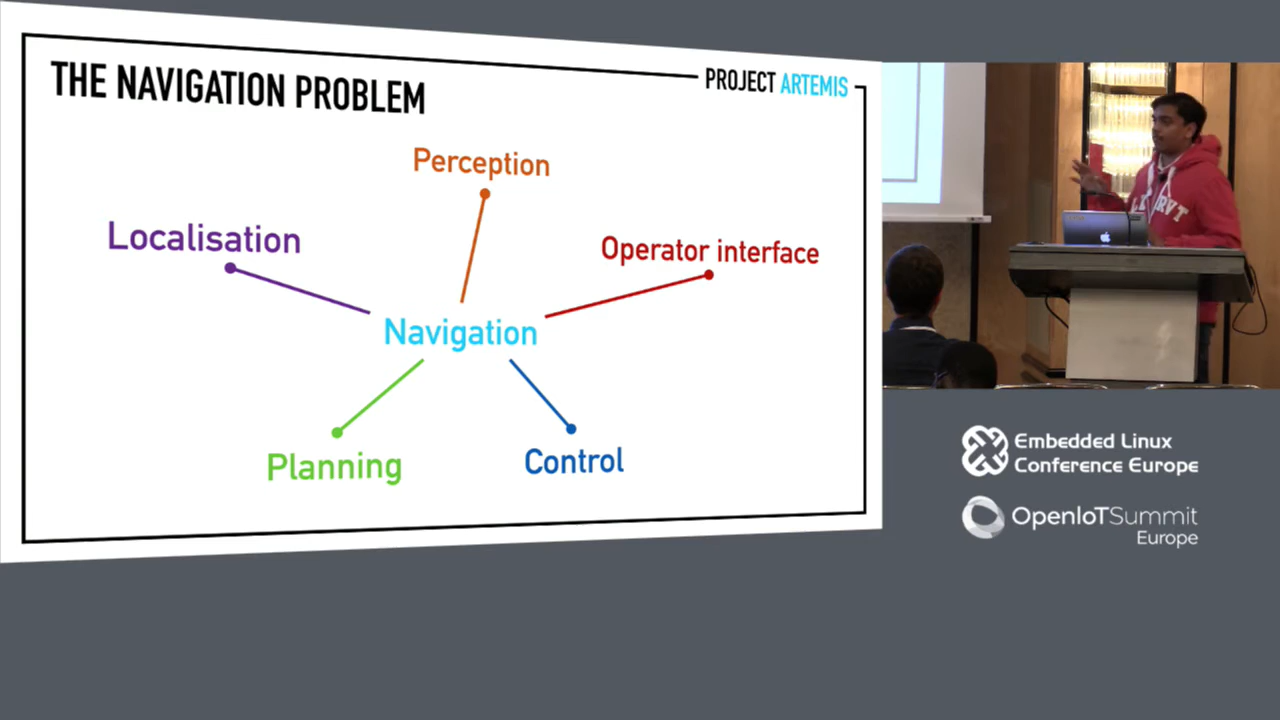 THE NAVIGATION PROBLEM
PROJECT ARTEMIS
Perception
Localisation
Operator interface
Navigation
Planning
Control
Embedded Linux
Conference Europe
OpenIoTSummit
Europe